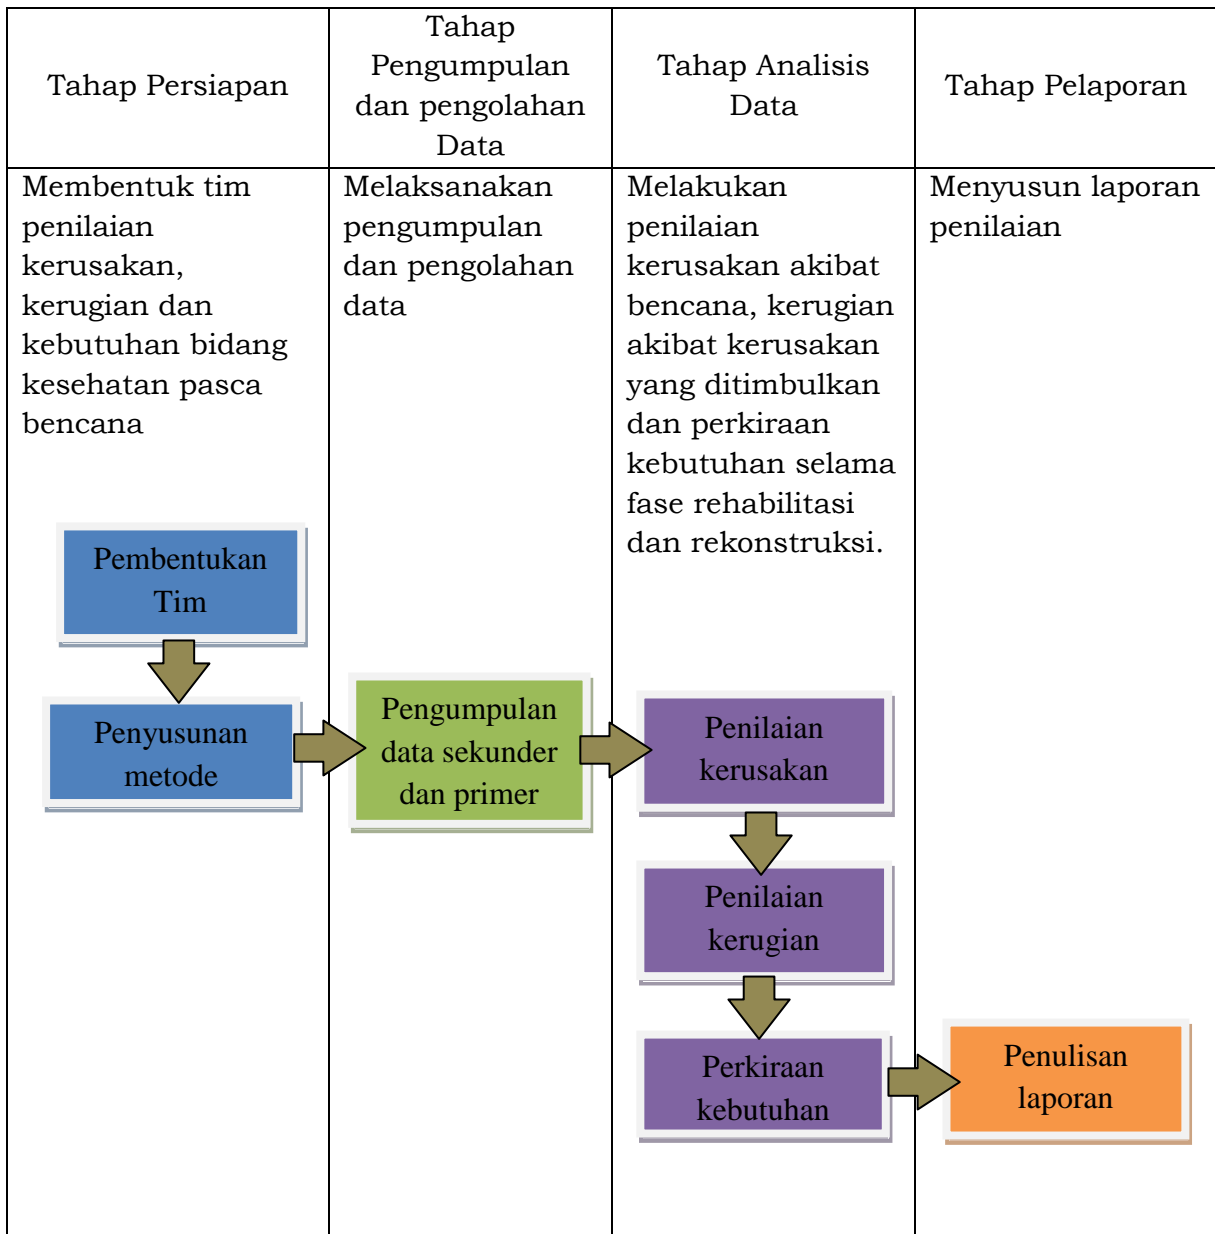 Tahap Persiapan
Tahap
Pengumpulan
dan pengolahan
Data
Tahap Analisis
Data
Tahap Pelaporan
Membentuk tim
penilaian
kerusakan,
kerugian dan
kebutuhan bidang
kesehatan pasca
bencana
Melaksanakan
pengumpulan
dan pengolahan
data
Melakukan
penilaian
kerusakan akibat
bencana, kerugian
akibat kerusakan
yang ditimbulkan
dan perkiraan
kebutuhan selama
fase rehabilitasi
dan rekonstruksi.
Menyusun laporan
penilaian
Pembentukan
Tim
Penyusunan
metode
Pengumpulan
data sekunder
dan primer
Penilaian
kerusakan
Penilaian
kerugian
Perkiraan
kebutuhan
Penulisan
laporan